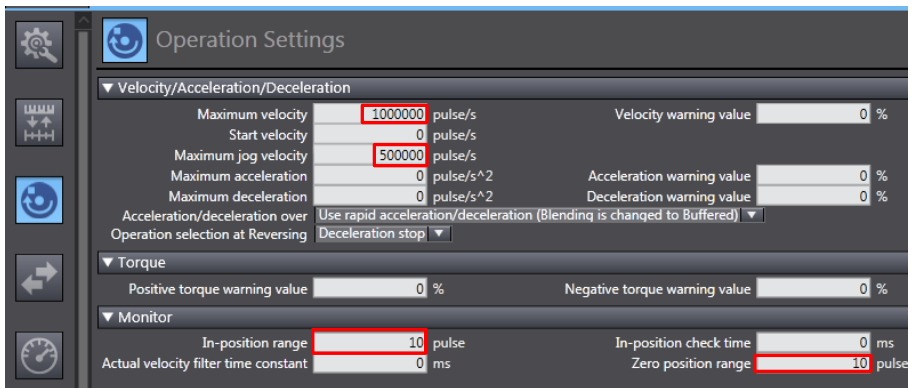 Operation Settings
▼ Velocity/Acceleration/Deceleration
Maximum velocity 1000000 pulse/s Velocity warning value 0 %
Start velocity 0 pulse/s
Maximum jog velocity 500000 pulse/s
Maximum acceleration 0 pulse/s^2 Acceleration warning value 0 %
Maximum deceleration 0 pulse/s^2 Deceleration warning value 0 %
Acceleration/deceleration over Use rapid acceleration/deceleration (Blending is changed to Buffered) ▼
Operation selection at Reversing Deceleration stop ▼
▼ Torque
Positive torque warning value 0 % Negative torque warning value 0 %
▼ Monitor
In-position range 10 pulse In-position check time 0 ms
Actual velocity filter time constant 0 ms Zero position range 10 pulse